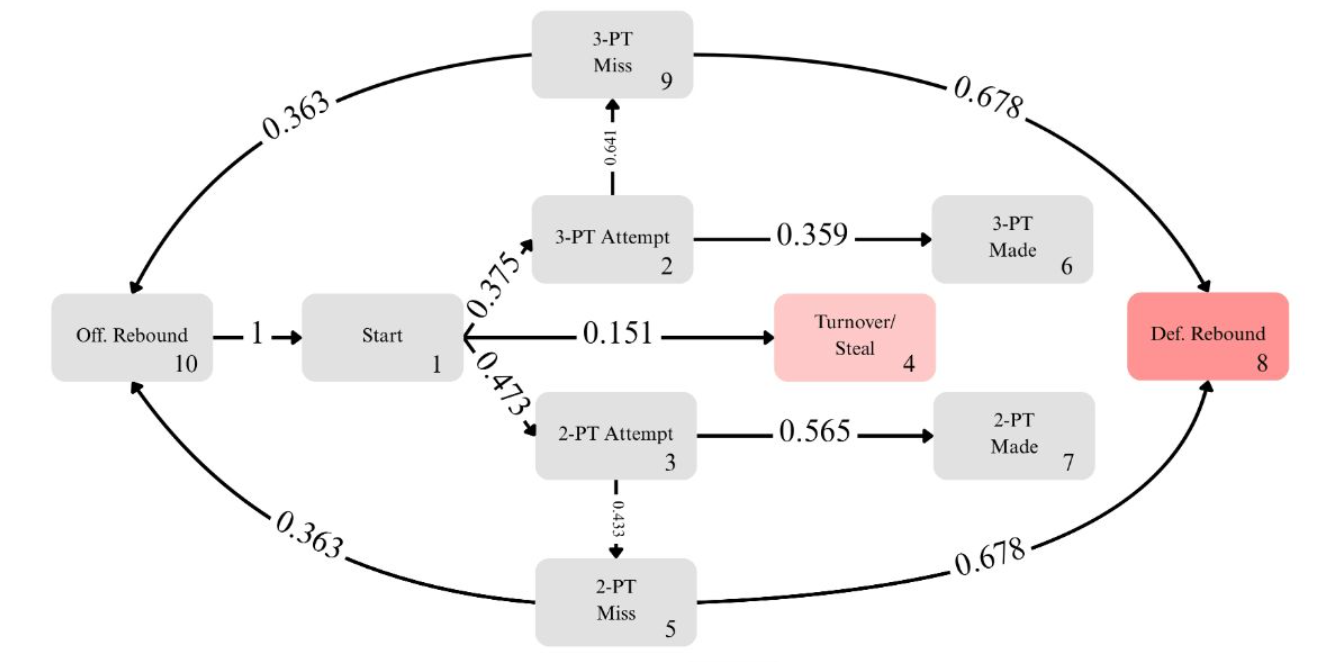 3-PT
Miss
9
0.363
0.678
0.641
3-PT Attempt
2
0.359
3-PT
Made
6
0.375
Off. Rebound
10
1
Start
1
0.151
Turnover/
Steal
4
Def. Rebound
8
0.473
2-PT Attempt
3
0.565
2-PT
Made
7
0.433
0.363
0.678
2-PT
Miss
5